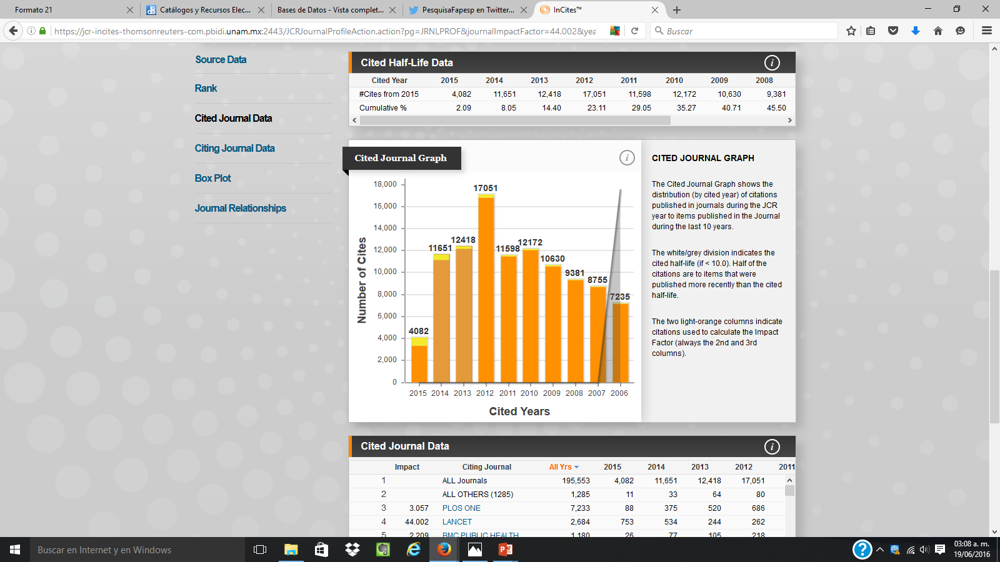 Formato 21
Catálogos y Recursos Elec...
Bases de Datos - Vista complet...
PesquisaFapesp en Twitter...
InCites™
https://jcr-incites-thomsonreuters-com.pbidi.unam.mx:2443/JCRJournalProfileAction.action?pg=JRNLPROF&journalImpactFactor=44.002&yea
Buscar
Source Data
Rank
Cited Journal Data
Citing Journal Data
Box Plot
Journal Relationships
Cited Half-Life Data
i
Cited Year 2015 2014 2013 2012 2011 2010 2009 2008
#Cites from 2015 4,082 11,651 12,418 17,051 11,598 12,172 10,630 9,381
Cumulative % 2.09 8.05 14.40 23.11 29.05 35.27 40.71 45.50
Cited Journal Graph
i
18,000
16,000
14,000
12,000
10,000
8,000
6,000
4,000
2,000
0
Number of Cites
4082 11651 12418 17051 11598 12172 10630 9381 8755 7235
2015 2014 2013 2012 2011 2010 2009 2008 2007 2006
Cited Years
CITED JOURNAL GRAPH
The Cited Journal Graph shows the
distribution (by cited year) of citations
published in journals during the JCR
year to items published in the Journal
during the last 10 years.
The white/grey division indicates the
cited half-life (if < 10.0). Half of the
citations are to items that were
published more recently than the cited
half-life.
The two light-orange columns indicate
citations used to calculate the Impact
Factor (always the 2nd and 3rd
columns).
Cited Journal Data
i
Impact Citing Journal All Yrs 2015 2014 2013 2012 2011
1 ALL Journals 195,553 4,082 11,651 12,418 17,051
2 ALL OTHERS (1285) 1,285 11 33 64 80
3 3.057 PLOS ONE 7,233 88 375 520 686
4 44.002 LANCET 2,684 753 534 244 262
5 2.209 BMC PUBLIC HEALTH 1,180 26 77 105 218
Buscar en Internet y en Windows
03:08 a. m.
19/06/2016